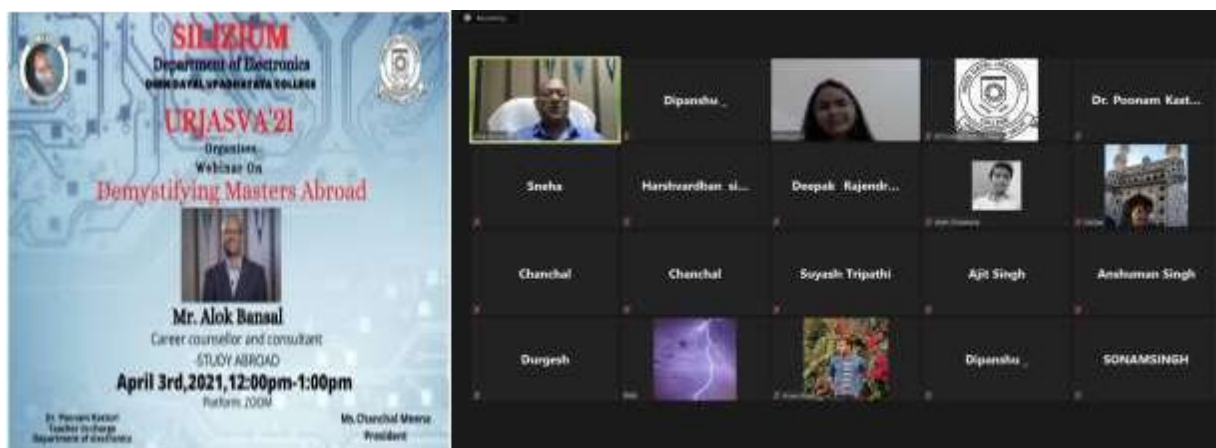 SILIZIUM
Department of Electronics
DEEN DAYAL UPADHYAYA COLLEGE
URJASVA'21
Organises
Webinar On
Demystifying Masters Abroad
Mr. Alok Bansal
Career counsellor and consultant
-STUDY ABROAD
April 3rd,2021,12:00pm-1:00pm
Platform: ZOOM
Dr. Poonam Kasturi
Teacher in charge
Department of electronics
Ms.Chanchal Meena
President
Dipanshu _
Dr. Poonam Kast...
Sneha
Harshvardhan si...
Deepak Rajendr...
Chanchal
Chanchal
Suyash Tripathi
Ajit Singh
Anshuman Singh
Durgesh
Dipanshu _
SONAMSINGH